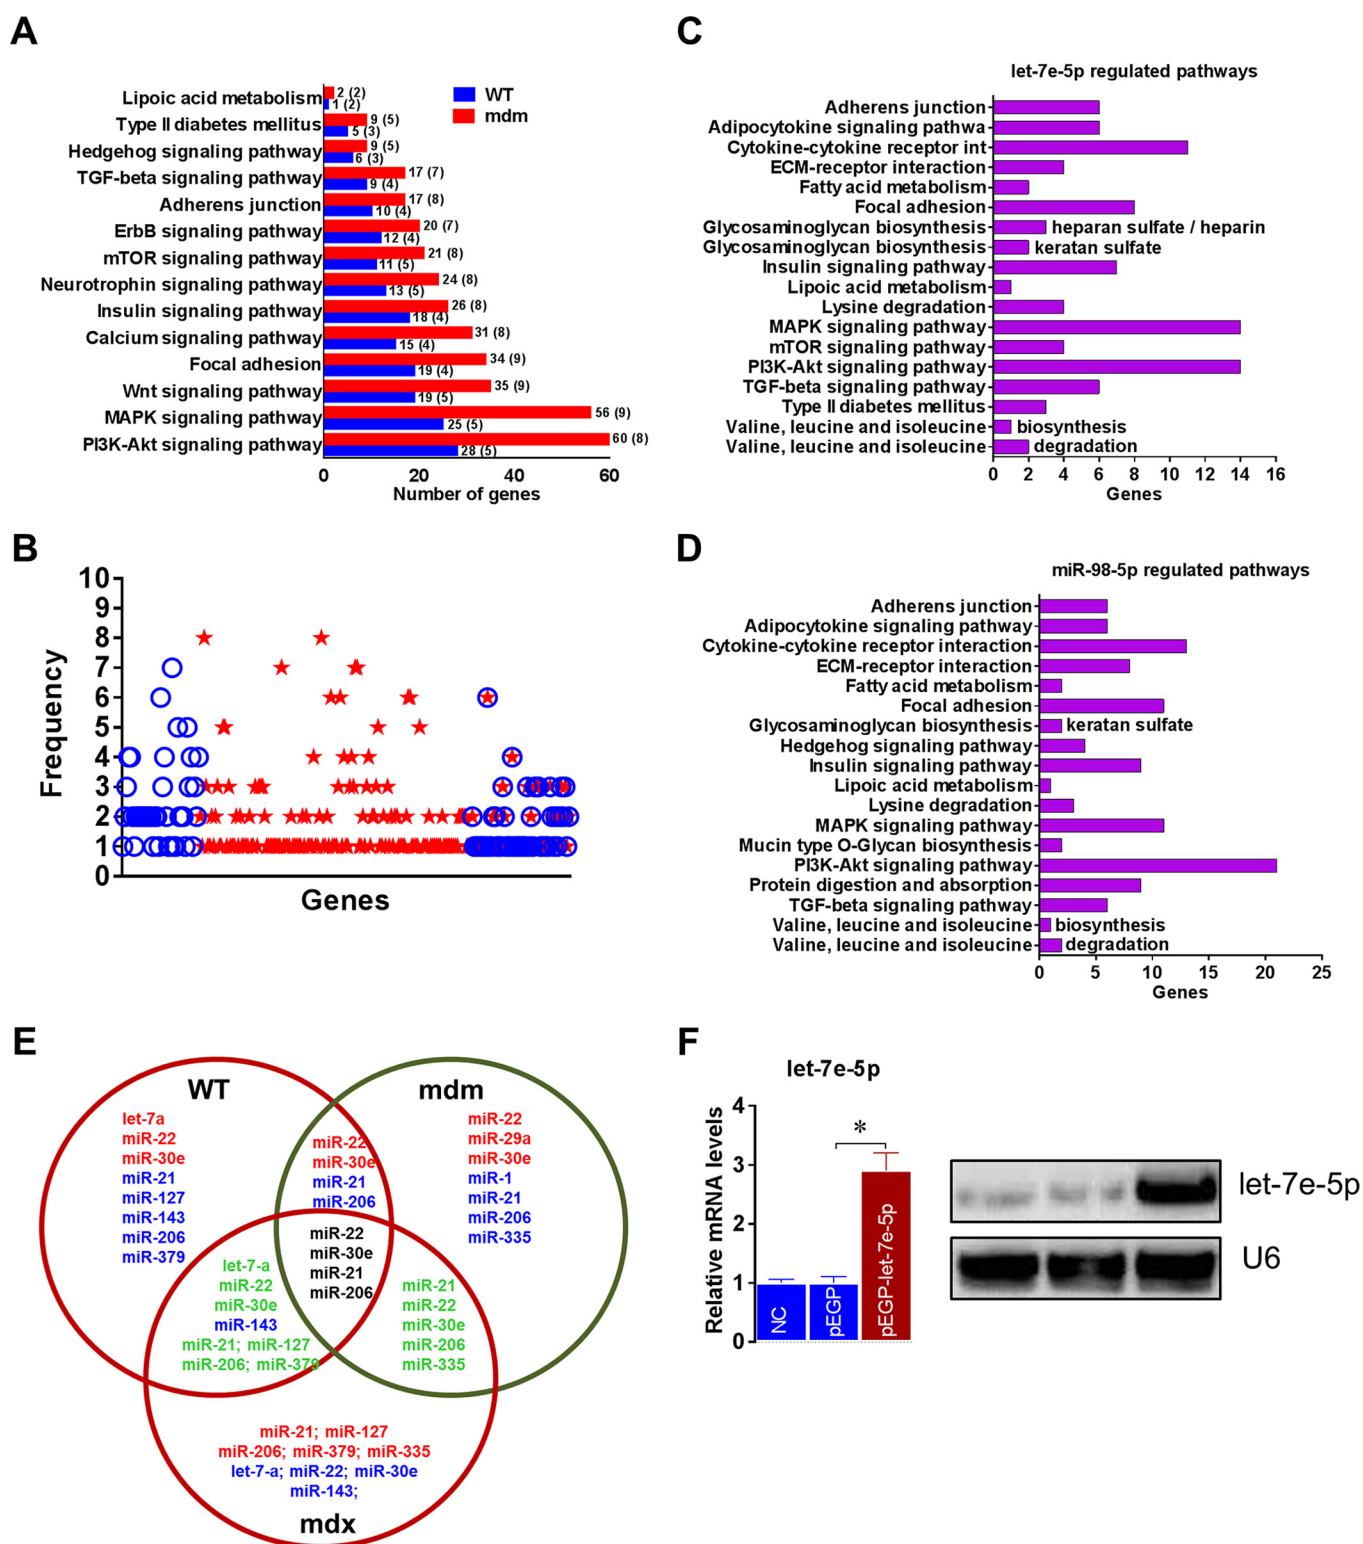 A
WT
mdm
Lipoic acid metabolism 2 (2) 1 (2)
Type II diabetes mellitus 9 (5) 5 (3)
Hedgehog signaling pathway 9 (5) 6 (3)
TGF-beta signaling pathway 17 (7) 9 (4)
Adherens junction 17 (8) 10 (4)
ErbB signaling pathway 20 (7) 12 (4)
mTOR signaling pathway 21 (8) 11 (5)
Neurotrophin signaling pathway 24 (8) 13 (5)
Insulin signaling pathway 26 (8) 18 (4)
Calcium signaling pathway 31 (8) 15 (4)
Focal adhesion 34 (9) 19 (4)
Wnt signaling pathway 35 (9) 19 (5)
MAPK signaling pathway 56 (9) 25 (5)
PI3K-Akt signaling pathway 60 (8) 28 (5)
0 20 40 60
Number of genes
B
Frequency
10
9
8
7
6
5
4
3
2
1
0
Genes
C
let-7e-5p regulated pathways
Adherens junction
Adipocytokine signaling pathwa
Cytokine-cytokine receptor int
ECM-receptor interaction
Fatty acid metabolism
Focal adhesion
Glycosaminoglycan biosynthesis heparan sulfate / heparin
Glycosaminoglycan biosynthesis keratan sulfate
Insulin signaling pathway
Lipoic acid metabolism
Lysine degradation
MAPK signaling pathway
mTOR signaling pathway
PI3K-Akt signaling pathway
TGF-beta signaling pathway
Type II diabetes mellitus
Valine, leucine and isoleucine biosynthesis
Valine, leucine and isoleucine degradation
0 2 4 6 8 10 12 14 16
Genes
D
miR-98-5p regulated pathways
Adherens junction
Adipocytokine signaling pathway
Cytokine-cytokine receptor interaction
ECM-receptor interaction
Fatty acid metabolism
Focal adhesion
Glycosaminoglycan biosynthesis keratan sulfate
Hedgehog signaling pathway
Insulin signaling pathway
Lipoic acid metabolism
Lysine degradation
MAPK signaling pathway
Mucin type O-Glycan biosynthesis
PI3K-Akt signaling pathway
Protein digestion and absorption
TGF-beta signaling pathway
Valine, leucine and isoleucine biosynthesis
Valine, leucine and isoleucine degradation
0 5 10 15 20 25
Genes
E
WT
let-7a
miR-22
miR-30e
miR-21
miR-127
miR-143
miR-206
miR-379
miR-22
miR-30e
miR-21
miR-206
mdm
miR-22
miR-29a
miR-30e
miR-1
miR-21
miR-206
miR-335
miR-22
miR-30e
miR-21
miR-206
let-7-a
miR-22
miR-30e
miR-143
miR-21; miR-127
miR-206; miR-379
miR-21
miR-22
miR-30e
miR-206
miR-335
miR-21; miR-127
miR-206; miR-379; miR-335
let-7-a; miR-22; miR-30e
miR-143;
mdx
F
let-7e-5p
Relative mRNA levels
4
3
2
1
0
*
NC
pEGP
pEGP-let-7e-5p
let-7e-5p
U6